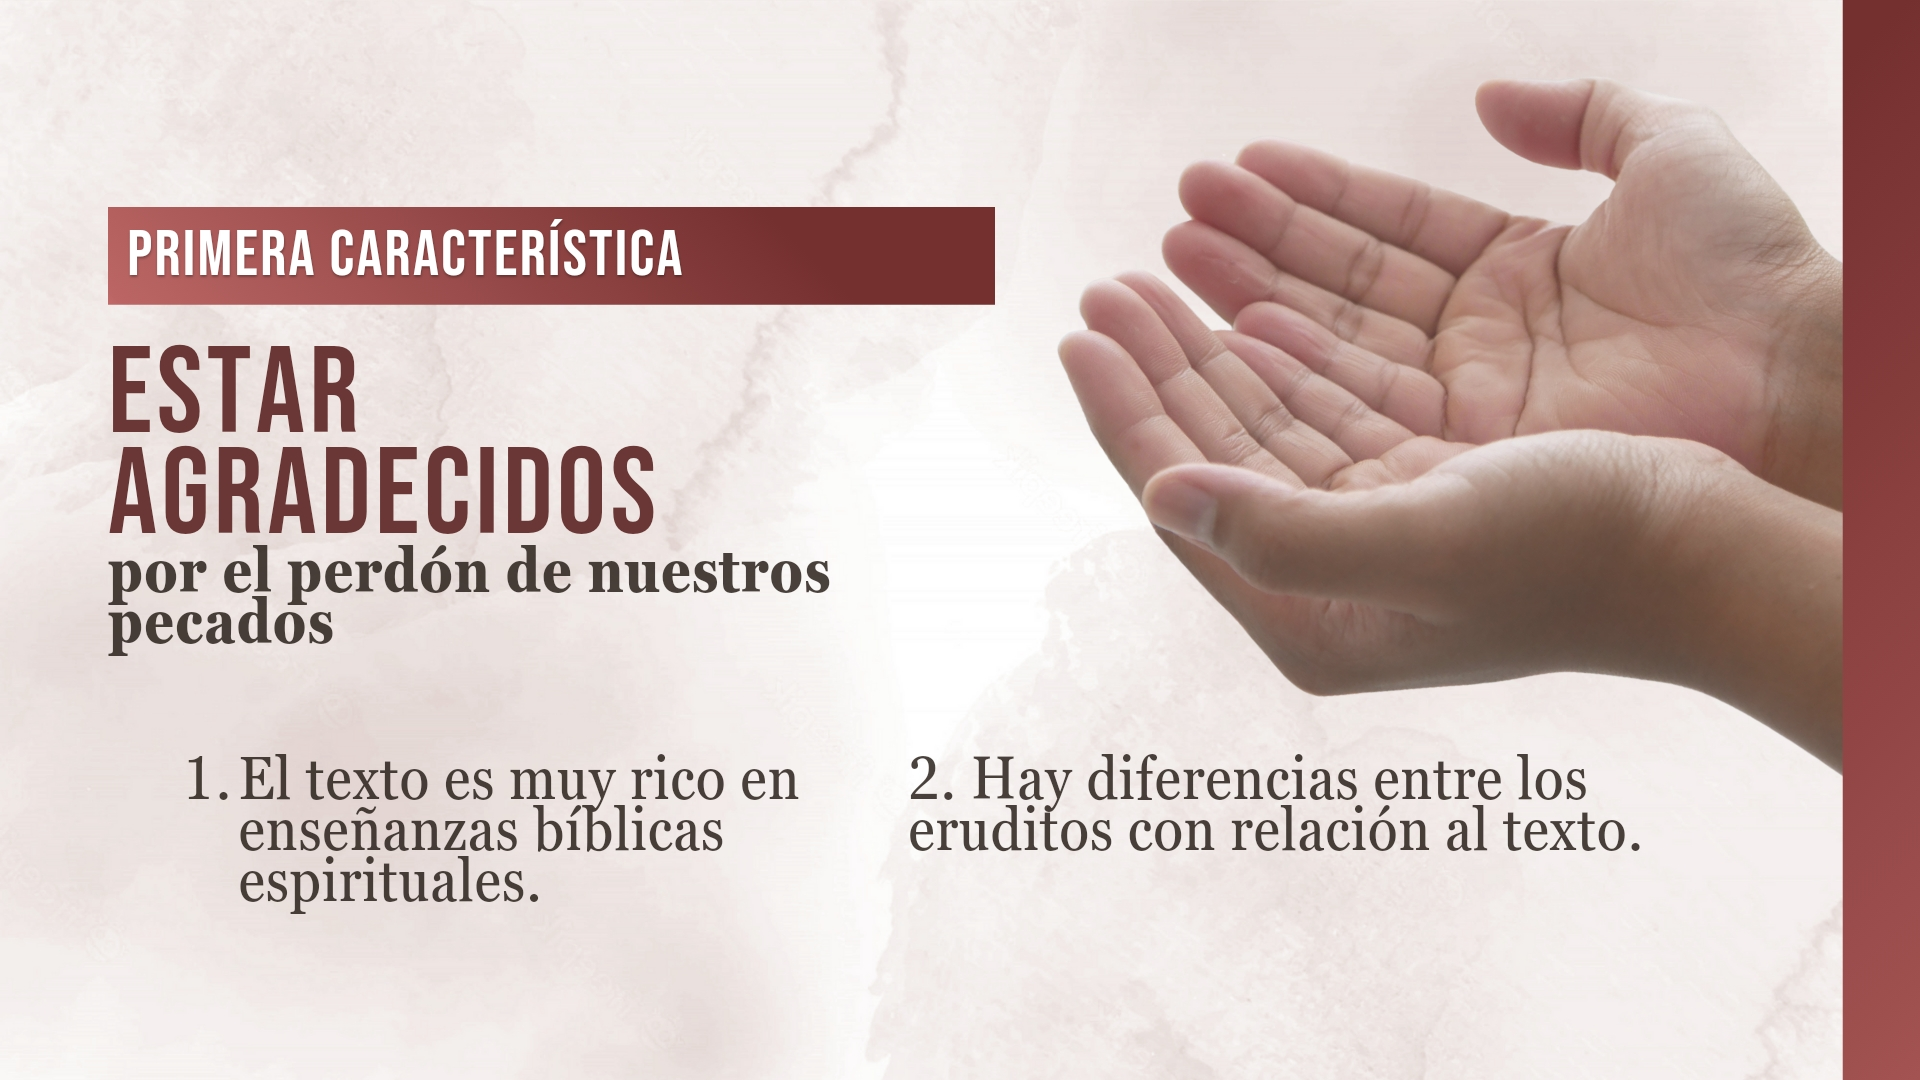 PRIMERA CARACTERÍSTICA
ESTAR
AGRADECIDOS
por el perdón de nuestros
pecados
1. El texto es muy rico en
enseñanzas bíblicas
espirituales.
2. Hay diferencias entre los
eruditos con relación al texto.